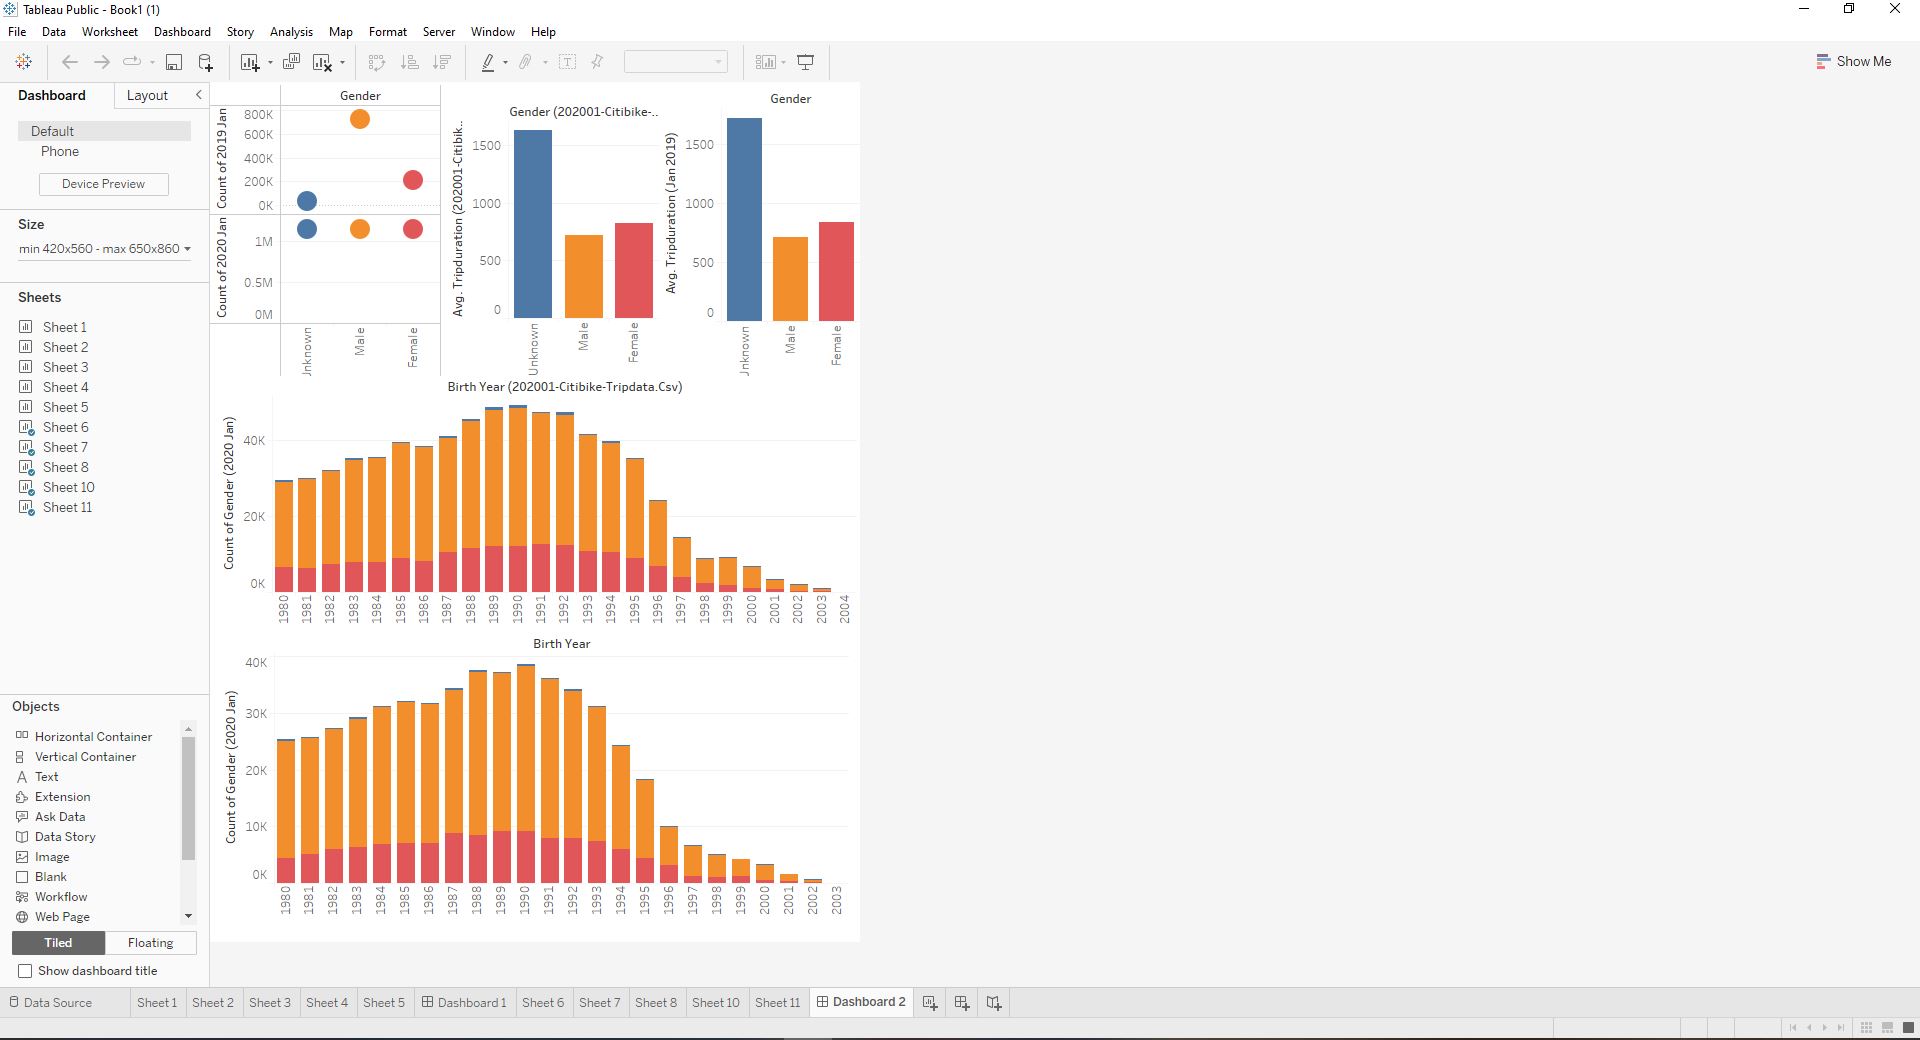 Tableau Public - Book1 (1)
File Data Worksheet Dashboard Story Analysis Map Format Server Window Help
Show Me
Dashboard Layout
Default
Phone
Device Preview
Size
min 420x560 - max 650x860
Sheets
Sheet 1
Sheet 2
Sheet 3
Sheet 4
Sheet 5
Sheet 6
Sheet 7
Sheet 8
Sheet 10
Sheet 11
Objects
Horizontal Container
Vertical Container
Text
Extension
Ask Data
Data Story
Image
Blank
Workflow
Web Page
Tiled Floating
Show dashboard title
Gender
Count of 2019 Jan
800K
600K
400K
200K
0K
Count of 2020 Jan
1M
0.5M
0M
Jnknown Male Female
Gender (202001-Citibike-..
Avg. Tripduration (202001-Citibik..
1500
1000
500
0
Unknown Male Female
Gender
Avg. Tripduration (Jan 2019)
1500
1000
500
0
Jnknown Male Female
Birth Year (202001-Citibike-Tripdata.Csv)
Count of Gender (2020 Jan)
40K
20K
0K
1980 1981 1982 1983 1984 1985 1986 1987 1988 1989 1990 1991 1992 1993 1994 1995 1996 1997 1998 1999 2000 2001 2002 2003 2004
Birth Year
Count of Gender (2020 Jan)
40K
30K
20K
10K
0K
1980 1981 1982 1983 1984 1985 1986 1987 1988 1989 1990 1991 1992 1993 1994 1995 1996 1997 1998 1999 2000 2001 2002 2003
Data Source Sheet 1 Sheet 2 Sheet 3 Sheet 4 Sheet 5 Dashboard 1 Sheet 6 Sheet 7 Sheet 8 Sheet 10 Sheet 11 Dashboard 2